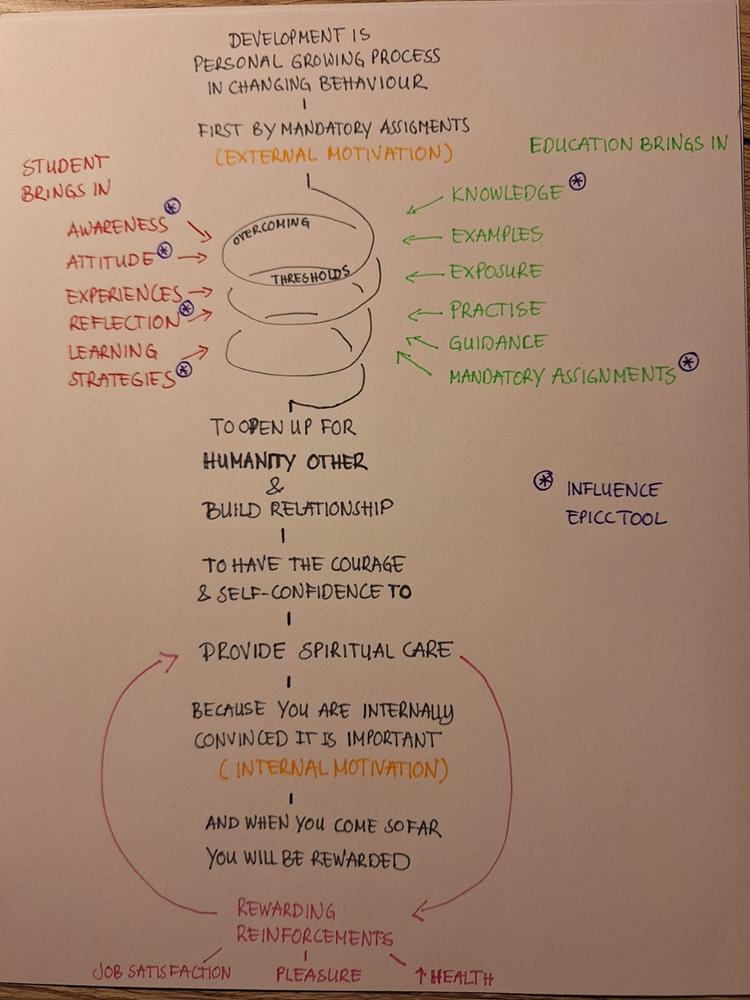 DEVELOPMENT IS
PERSONAL GROWING PROCESS
IN CHANGING BEHAVIOUR
FIRST BY MANDATORY ASSIGMENTS
(EXTERNAL MOTIVATION)
STUDENT
BRINGS IN
AWARENESS *
ATTITUDE *
EXPERIENCES
REFLECTION *
LEARNING
STRATEGIES *
OVERCOMING
THRESHOLDS
EDUCATION BRINGS IN
KNOWLEDGE *
EXAMPLES
EXPOSURE
PRACTISE
GUIDANCE
MANDATORY ASSIGNMENTS *
TO OPEN UP FOR
HUMANITY OTHER
&
BUILD RELATIONSHIP
* INFLUENCE
EPICC TOOL
TO HAVE THE COURAGE
& SELF-CONFIDENCE TO
PROVIDE SPIRITUAL CARE
BECAUSE YOU ARE INTERNALLY
CONVINCED IT IS IMPORTANT
(INTERNAL MOTIVATION)
AND WHEN YOU COME SO FAR
YOU WILL BE REWARDED
REWARDING
REINFORCEMENTS
JOB SATISFACTION
PLEASURE
↑ HEALTH